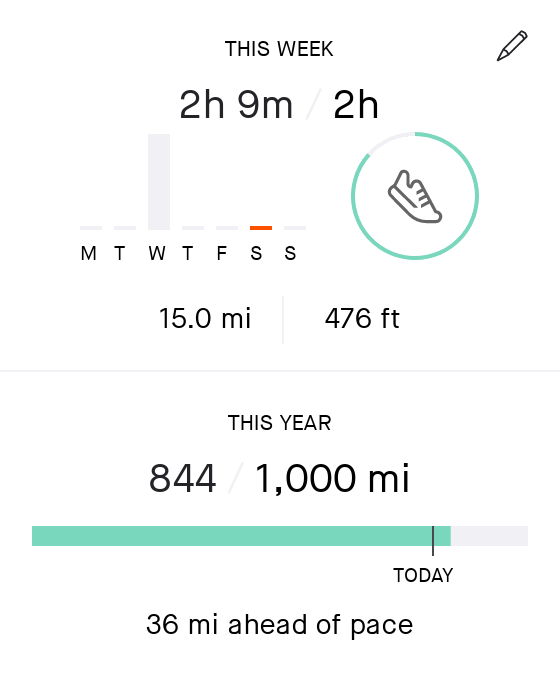 THIS WEEK
2h 9m / 2h
M T W T F S S
15.0 mi 476 ft
THIS YEAR
844 / 1,000 mi
TODAY
36 mi ahead of pace